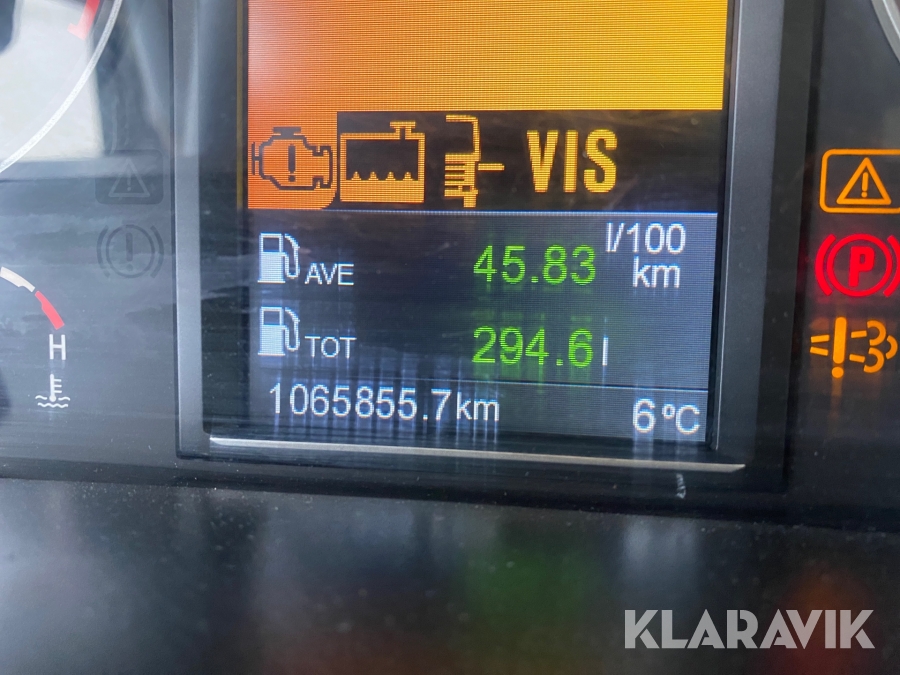 VIS
AVE 45.83 l/100 km
TOT 294.6 l
1065855.7km 6°C
H
P
KLARAVIK